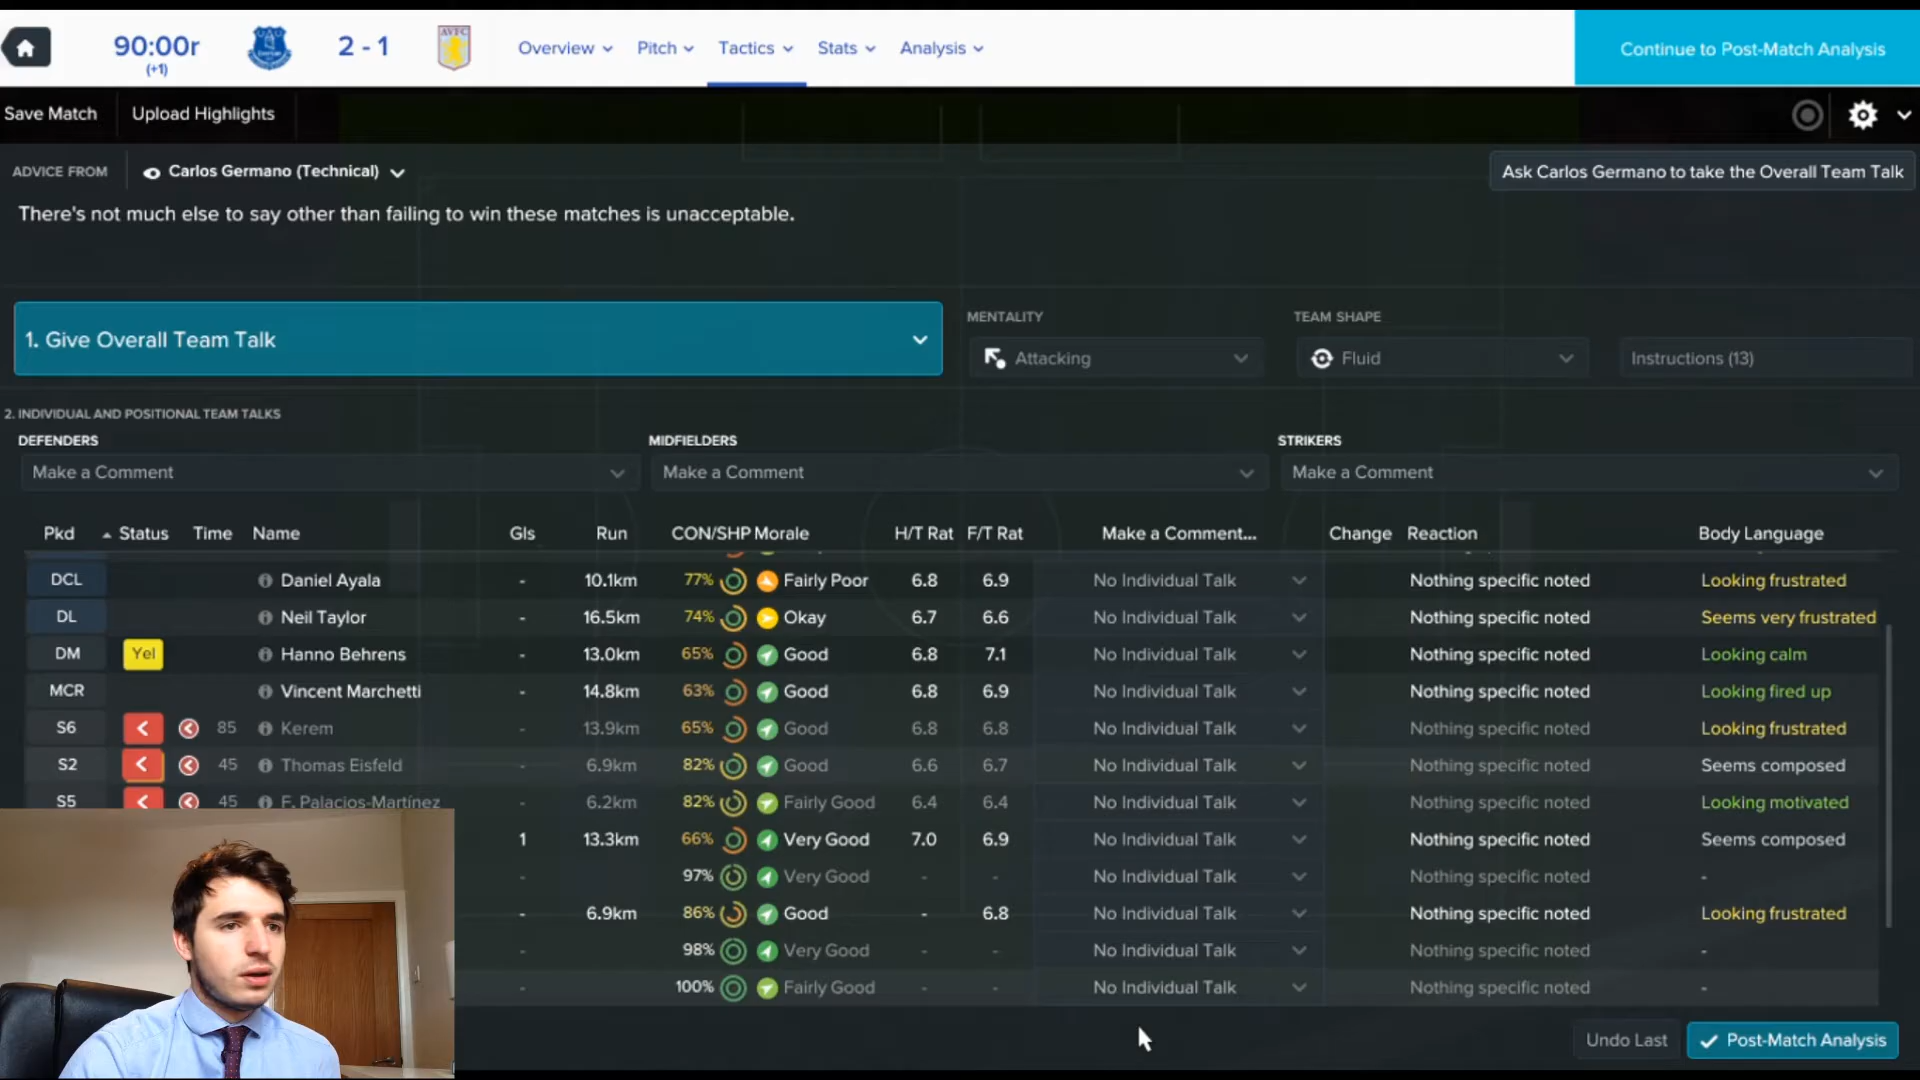 90:00r
(+1)
2 - 1
AVFC
Overview
Pitch
Tactics
Stats
Analysis
Continue to Post-Match Analysis
Save Match
Upload Highlights
ADVICE FROM
Carlos Germano (Technical)
Ask Carlos Germano to take the Overall Team Talk
There's not much else to say other than failing to win these matches is unacceptable.
1. Give Overall Team Talk
MENTALITY
Attacking
TEAM SHAPE
Fluid
Instructions (13)
2. INDIVIDUAL AND POSITIONAL TEAM TALKS
DEFENDERS
Make a Comment
MIDFIELDERS
Make a Comment
STRIKERS
Make a Comment
Pkd Status Time Name Gls Run CON/SHP Morale H/T Rat F/T Rat Make a Comment... Change Reaction Body Language
DCL Daniel Ayala - 10.1km 77% Fairly Poor 6.8 6.9 No Individual Talk Nothing specific noted Looking frustrated
DL Neil Taylor - 16.5km 74% Okay 6.7 6.6 No Individual Talk Nothing specific noted Seems very frustrated
DM Yel Hanno Behrens - 13.0km 65% Good 6.8 7.1 No Individual Talk Nothing specific noted Looking calm
MCR Vincent Marchetti - 14.8km 63% Good 6.8 6.9 No Individual Talk Nothing specific noted Looking fired up
S6 85 Kerem - 13.9km 65% Good 6.8 6.8 No Individual Talk Nothing specific noted Looking frustrated
S2 45 Thomas Eisfeld - 6.9km 82% Good 6.6 6.7 No Individual Talk Nothing specific noted Seems composed
S5 45 F. Palacios-Martínez - 6.2km 82% Fairly Good 6.4 6.4 No Individual Talk Nothing specific noted Looking motivated
1 13.3km 66% Very Good 7.0 6.9 No Individual Talk Nothing specific noted Seems composed
- 97% Very Good - - No Individual Talk Nothing specific noted -
- 6.9km 86% Good - 6.8 No Individual Talk Nothing specific noted Looking frustrated
- 98% Very Good - - No Individual Talk Nothing specific noted -
- 100% Fairly Good - - No Individual Talk Nothing specific noted -
Undo Last
Post-Match Analysis